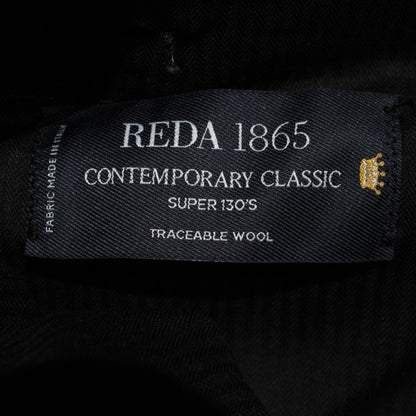 REDA 1865
CONTEMPORARY CLASSIC
SUPER 130'S
TRACEABLE WOOL
FABRIC MADE IN ITALY